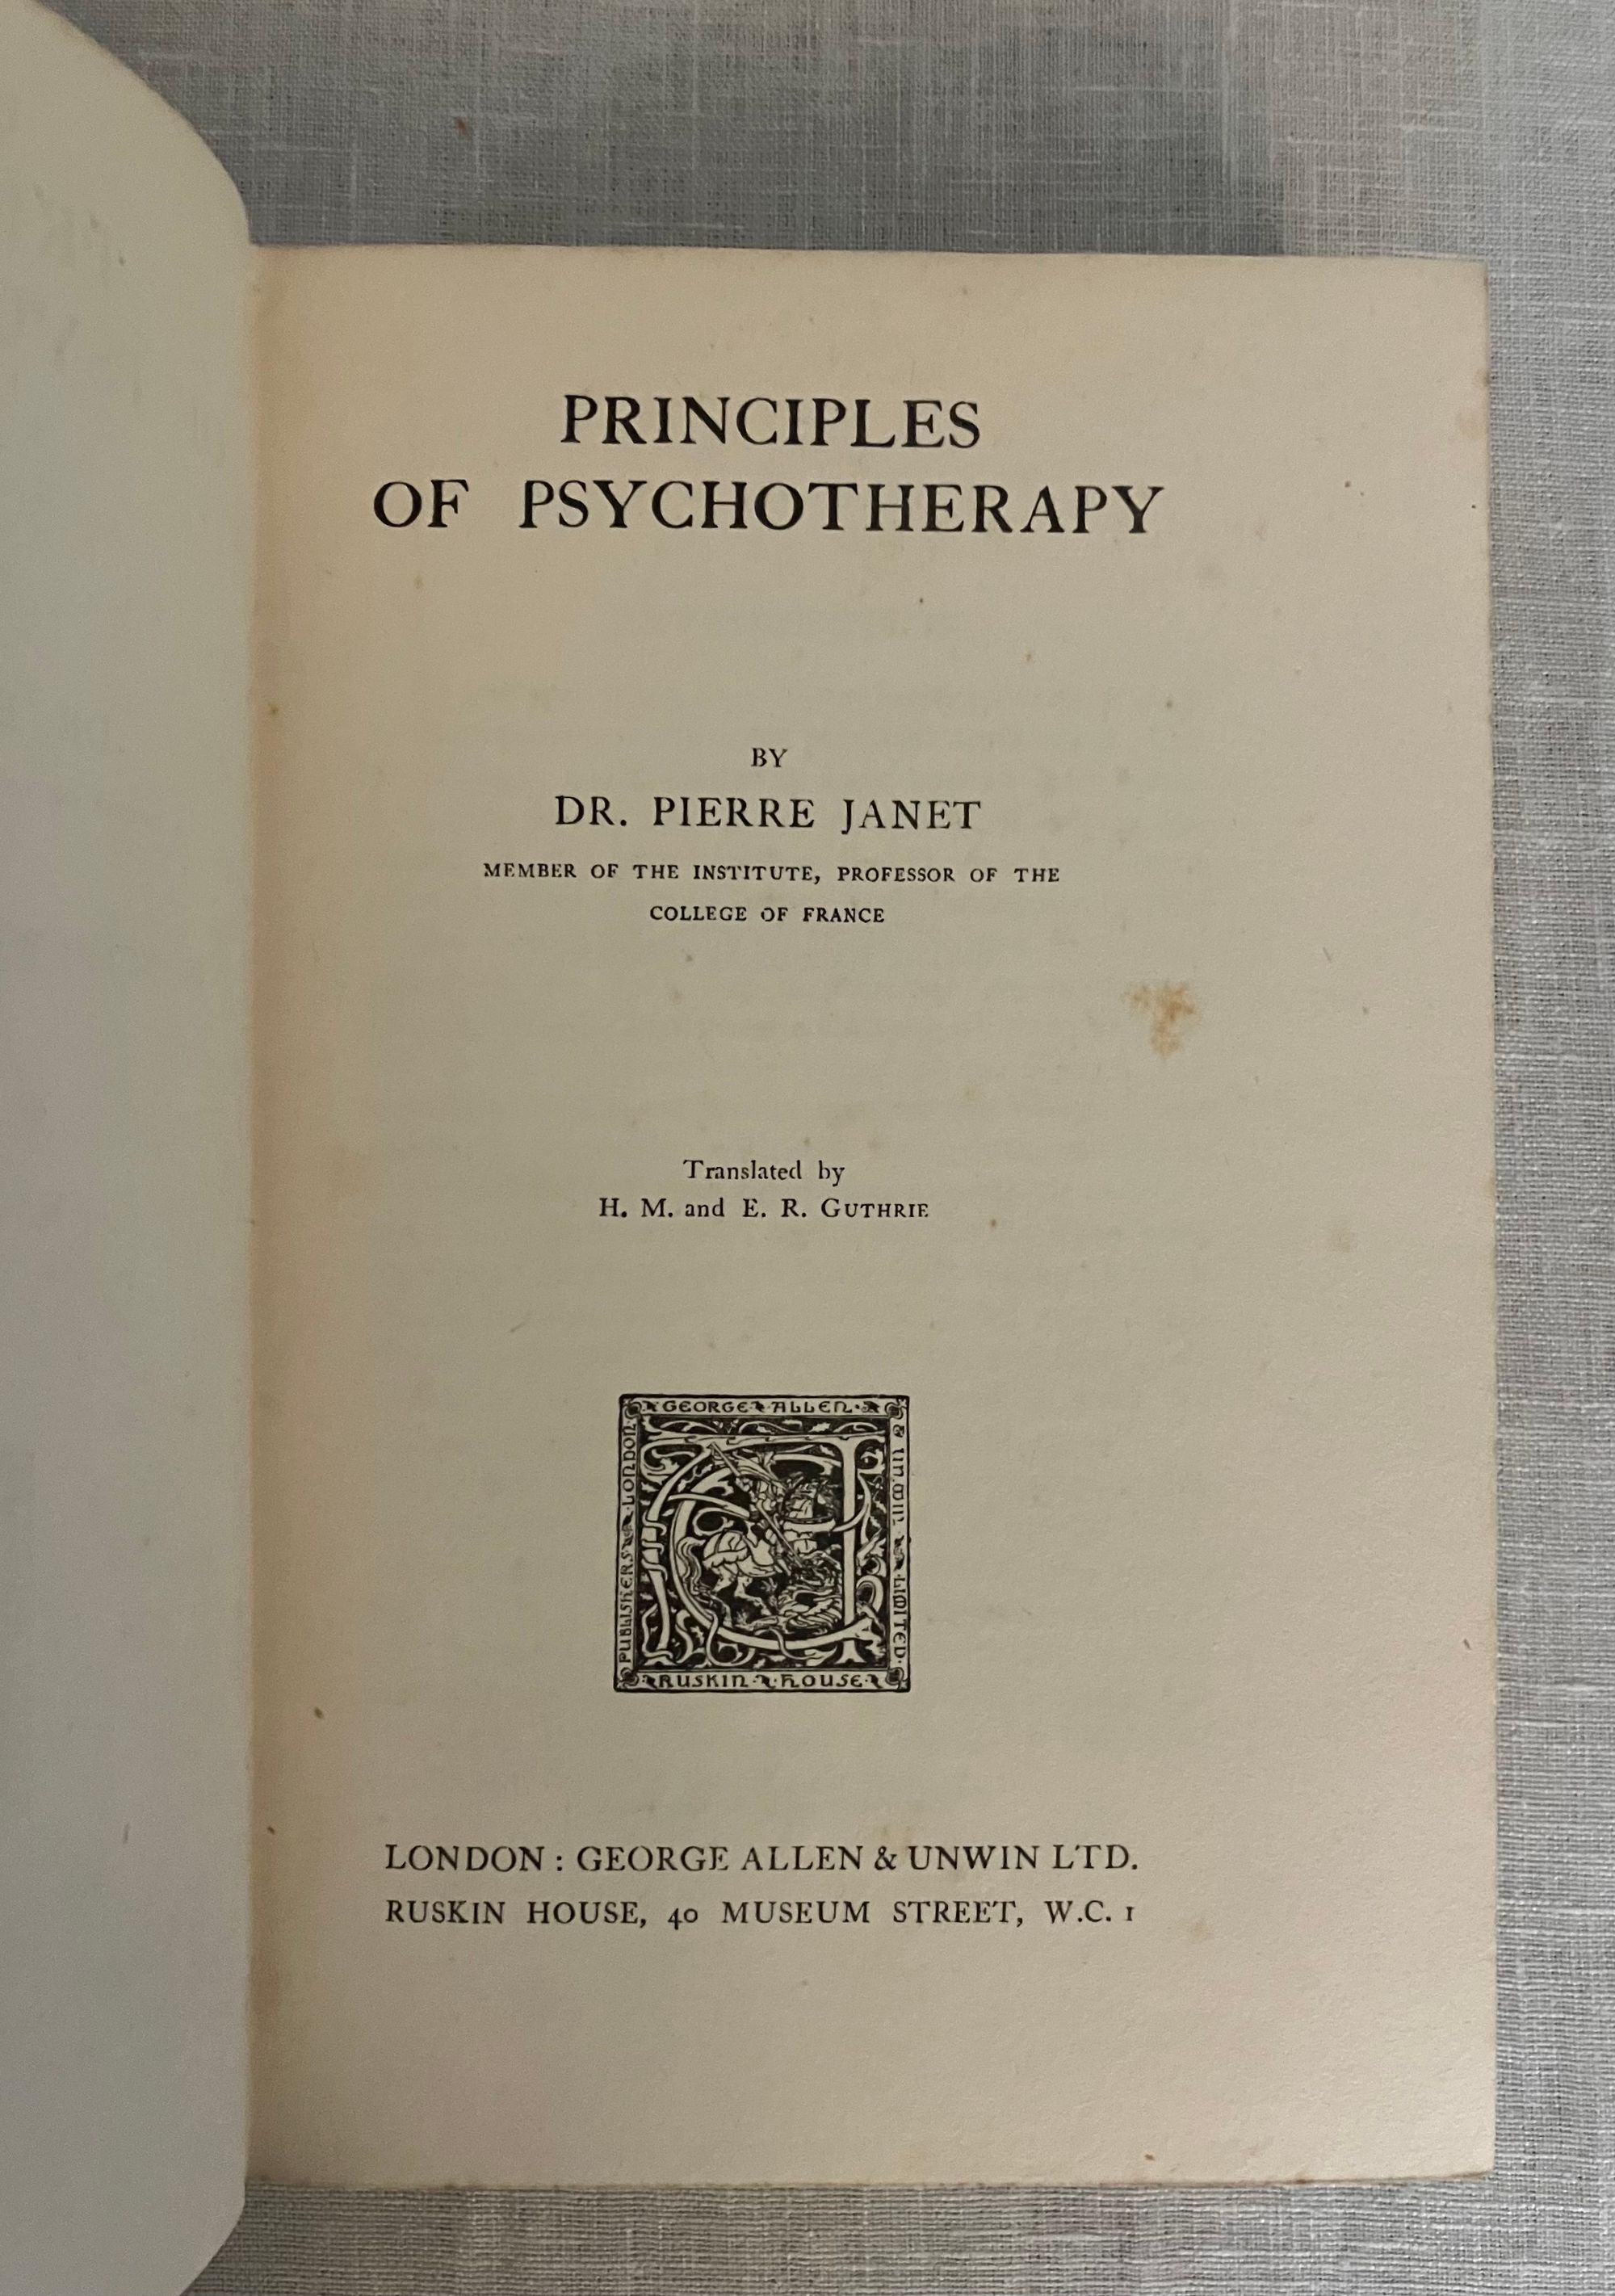 PRINCIPLES
OF PSYCHOTHERAPY
BY
DR. PIERRE JANET
MEMBER OF THE INSTITUTE, PROFESSOR OF THE
COLLEGE OF FRANCE
Translated by
H. M. and E. R. GUTHRIE
GEORGE ALLEN
& UNWIN LIMITED
PUBLISHERS LONDON
RUSKIN HOUSE
LONDON : GEORGE ALLEN & UNWIN LTD.
RUSKIN HOUSE, 40 MUSEUM STREET, W.C. 1